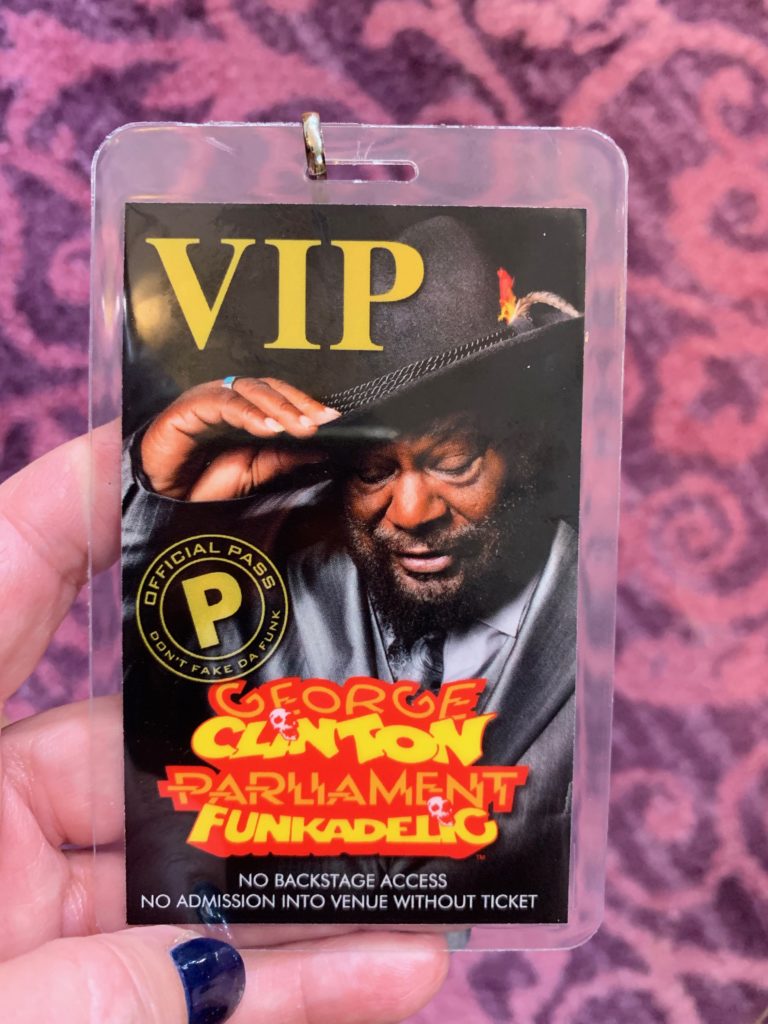 VIP
OFFICIAL PASS
P
DON'T FAKE DA FUNK
GEORGE
CLINTON
PARLIAMENT
FUNKADELIC
TM
NO BACKSTAGE ACCESS
NO ADMISSION INTO VENUE WITHOUT TICKET